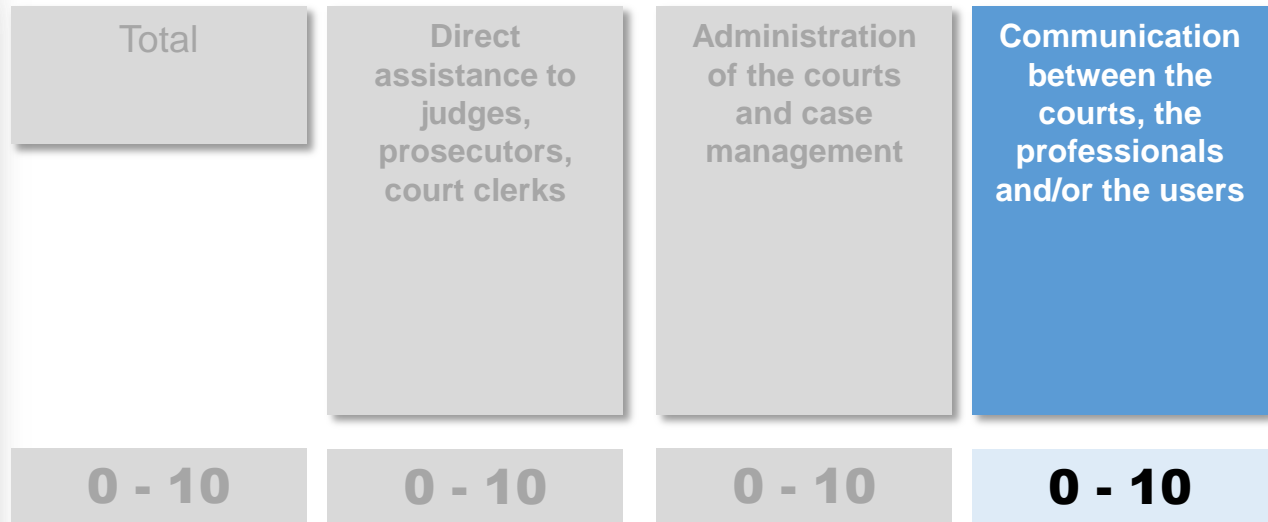 Total
Direct
assistance to
judges,
prosecutors,
court clerks
Administration
of the courts
and case
management
Communication
between the
courts, the
professionals
and/or the users
0 - 10
0 - 10
0 - 10
0 - 10